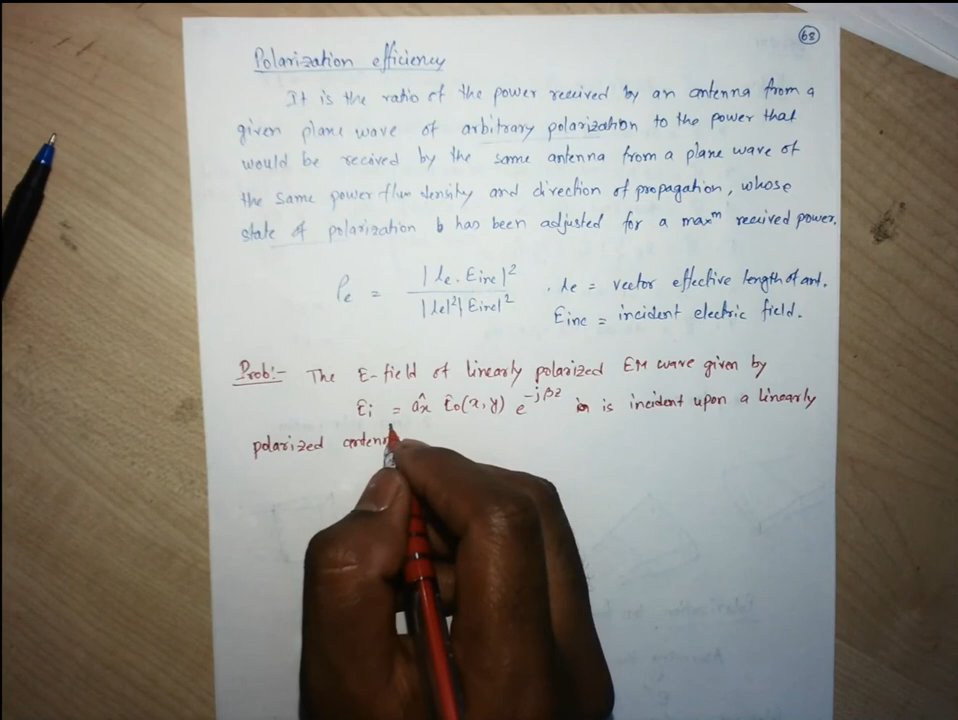 68
Polarization efficiency
It is the ratio of the power received by an antenna from a
given plane wave of arbitrary polarization to the power that
would be recived by the same antenna from a plane wave of
the same power flux density and direction of propagation, whose
state of polarization b has been adjusted for a maxᵐ received power.
Pe = |le . Einc|² / |le|² |Einc|² . le = vector effective length of ant.
Einc = incident electric field.
Prob:- The E-field of linearly polarized EM wave given by
Ei = âx E0(x,y) e^-jβz is incident upon a linearly
polarized antenn